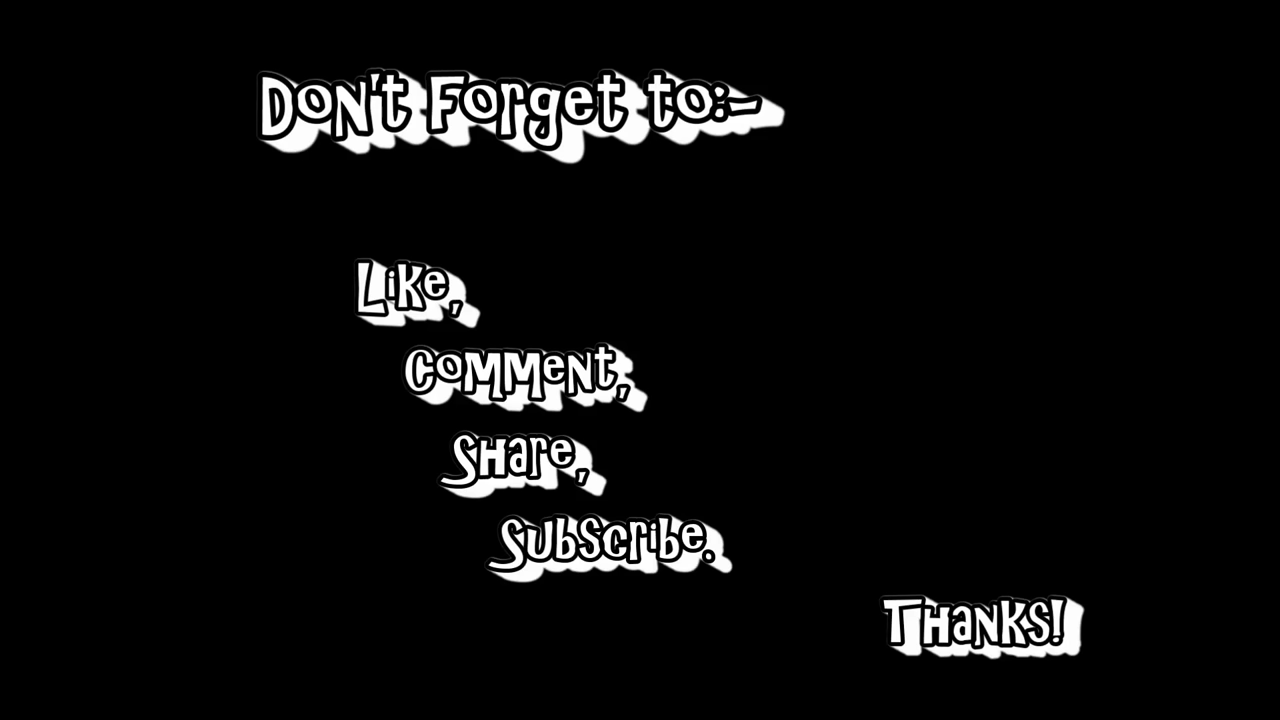 Don't Forget to:-
Like,
Comment,
Share,
Subscribe.
Thanks!